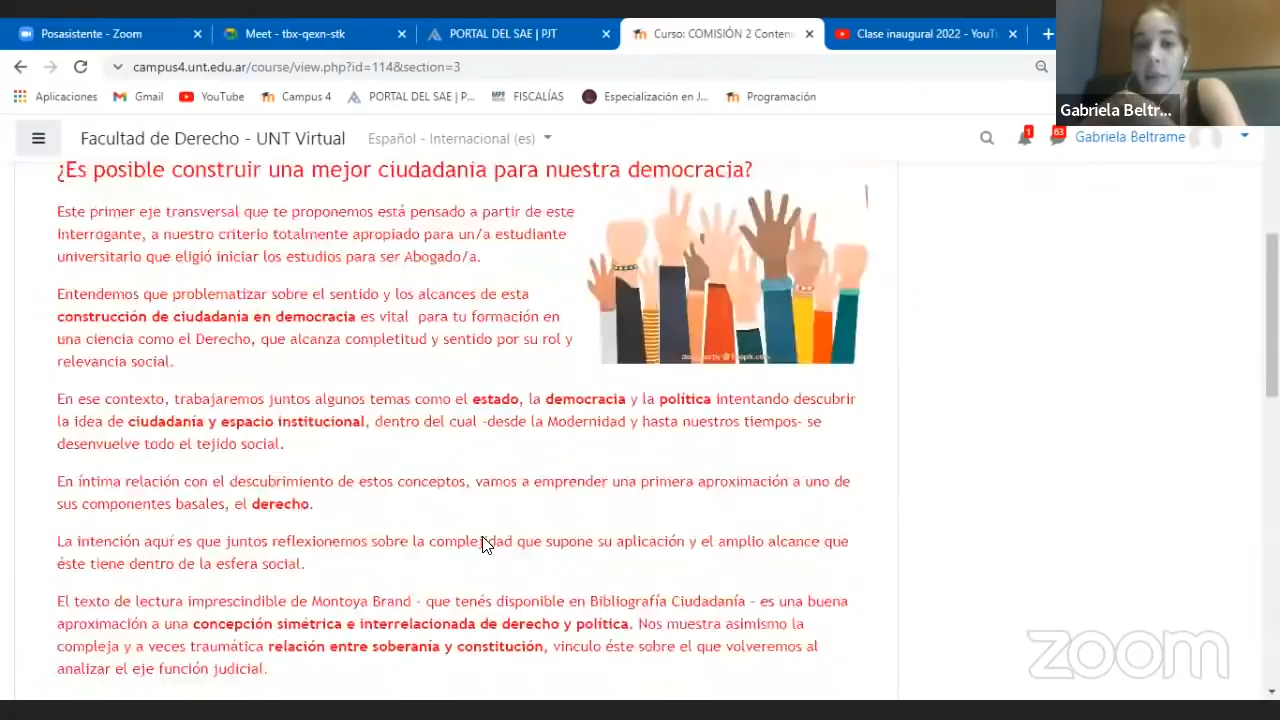 Posasistente - Zoom
Meet - tbx-qexn-stk
PORTAL DEL SAE | PJT
Curso: COMISIÓN 2 Conten
Clase inaugural 2022 - YouTu
campus4.unt.edu.ar/course/view.php?id=114&section=3
Aplicaciones
Gmail
YouTube
Campus 4
PORTAL DEL SAE | P...
MPF
FISCALÍAS
Especialización en J...
Programación
Gabriela Beltr...
Facultad de Derecho - UNT Virtual
Español - Internacional (es)
1
63
Gabriela Beltrame
¿Es posible construir una mejor ciudadanía para nuestra democracia?
Este primer eje transversal que te proponemos está pensado a partir de este
interrogante, a nuestro criterio totalmente apropiado para un/a estudiante
universitario que eligió iniciar los estudios para ser Abogado/a.
Entendemos que problematizar sobre el sentido y los alcances de esta
construcción de ciudadanía en democracia es vital para tu formación en
una ciencia como el Derecho, que alcanza completitud y sentido por su rol y
relevancia social.
designed by freepik.com
En ese contexto, trabajaremos juntos algunos temas como el estado, la democracia y la política intentando descubrir
la idea de ciudadanía y espacio institucional, dentro del cual -desde la Modernidad y hasta nuestros tiempos- se
desenvuelve todo el tejido social.
En íntima relación con el descubrimiento de estos conceptos, vamos a emprender una primera aproximación a uno de
sus componentes basales, el derecho.
La intención aquí es que juntos reflexionemos sobre la complejidad que supone su aplicación y el amplio alcance que
éste tiene dentro de la esfera social.
El texto de lectura imprescindible de Montoya Brand - que tenés disponible en Bibliografía Ciudadanía - es una buena
aproximación a una concepción simétrica e interrelacionada de derecho y política. Nos muestra asimismo la
compleja y a veces traumática relación entre soberanía y constitución, vinculo éste sobre el que volveremos al
analizar el eje función judicial.
zoom